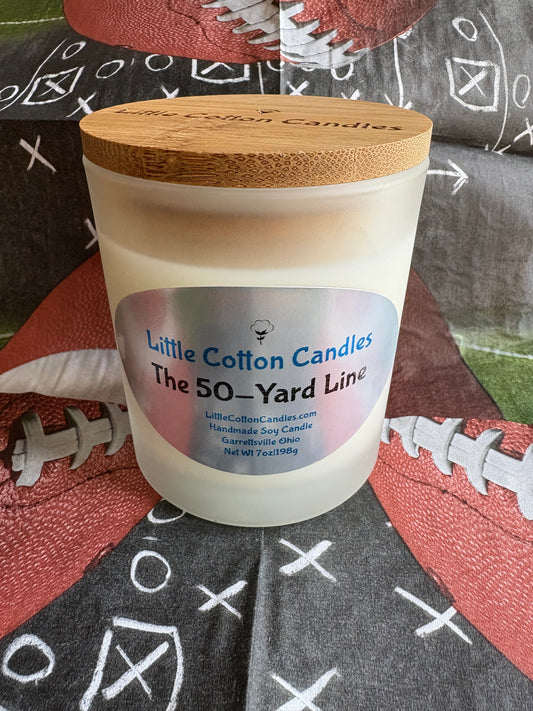 Little Cotton Candles
Little Cotton Candles
The 50-Yard Line
LittleCottonCandles.com
Handmade Soy Candle
Garrettsville Ohio
Net Wt 7oz/198g